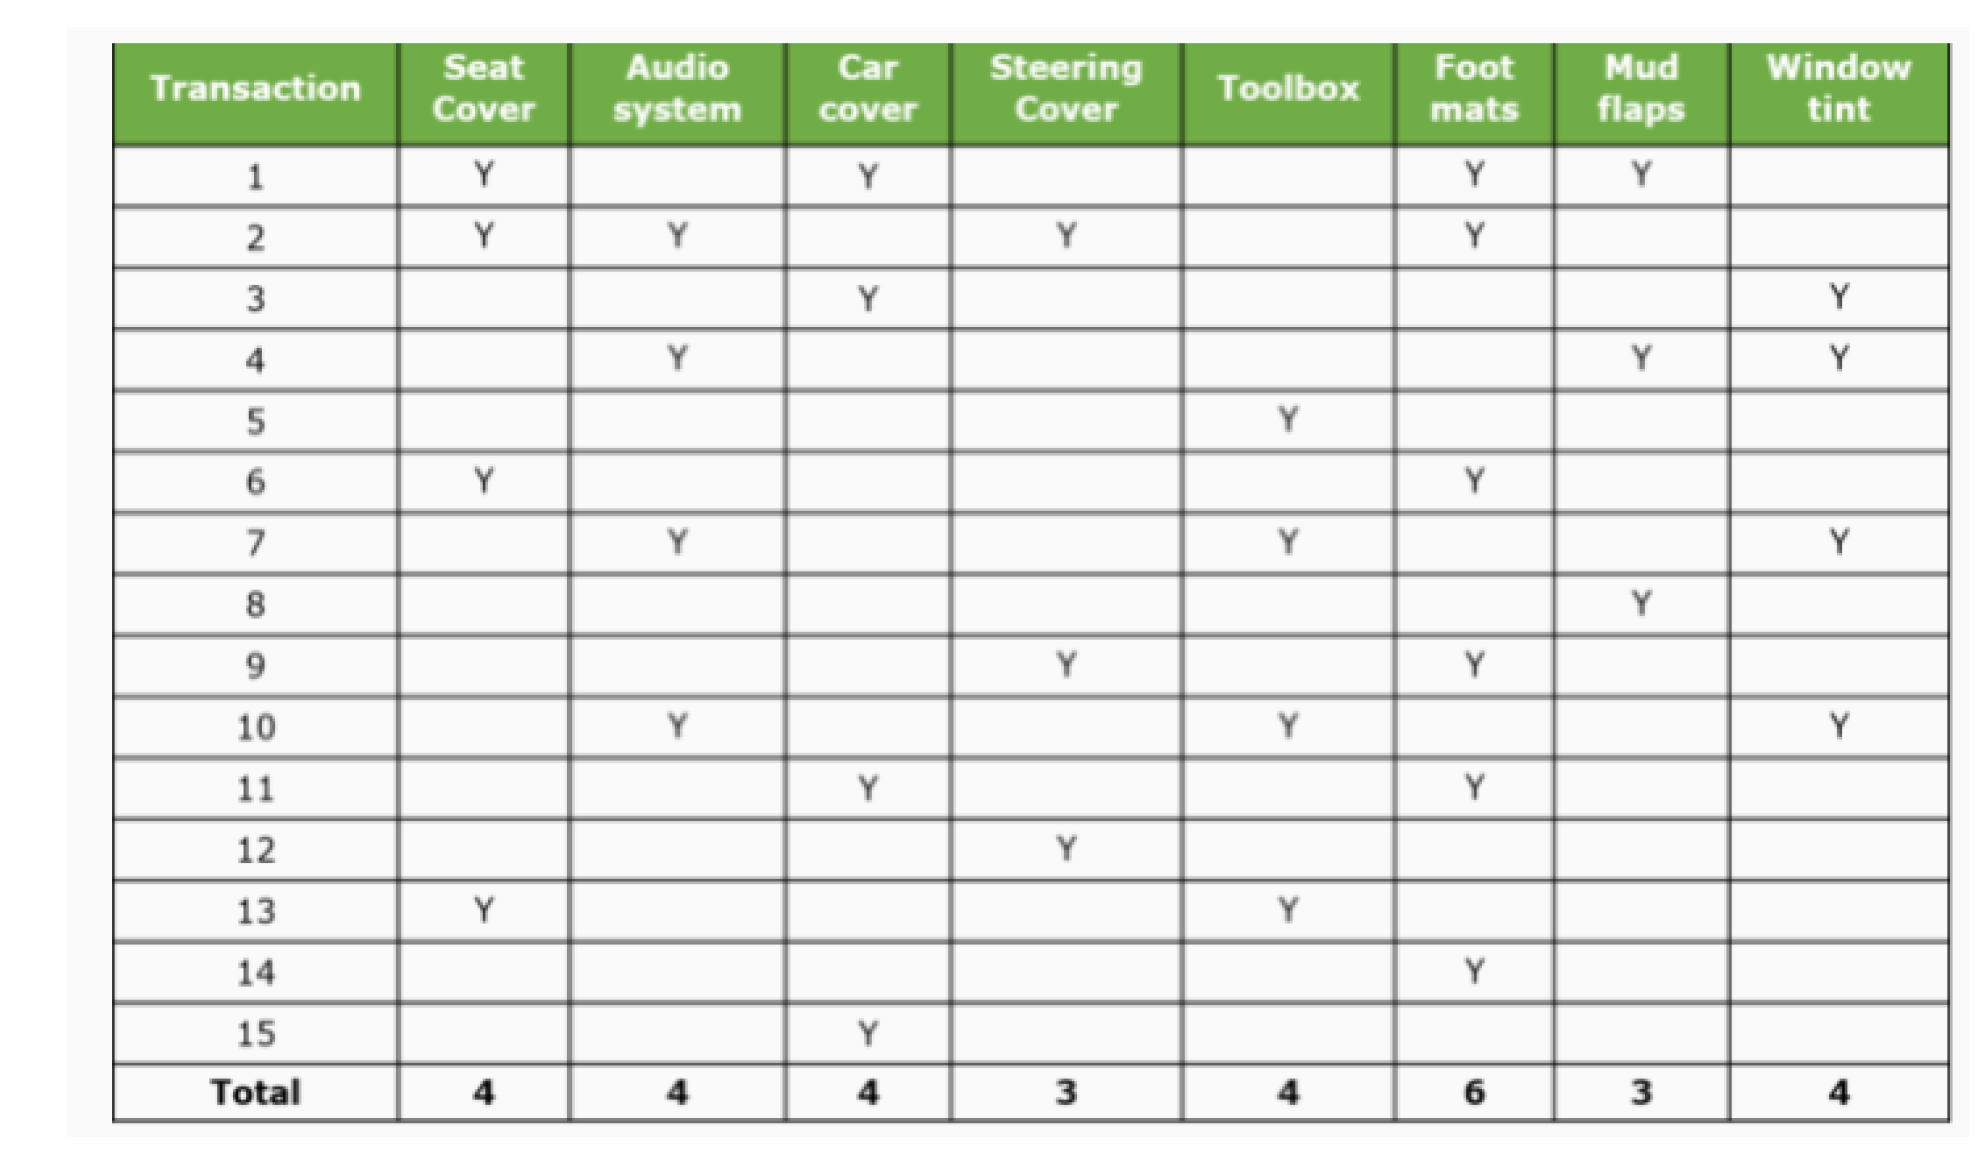 Transaction Seat Cover Audio system Car cover Steering Cover Toolbox Foot mats Mud flaps Window tint
1 Y Y Y Y
2 Y Y Y Y
3 Y Y
4 Y Y Y
5 Y
6 Y Y
7 Y Y Y
8 Y
9 Y Y
10 Y Y Y
11 Y Y
12 Y
13 Y Y
14 Y
15 Y
Total 4 4 4 3 4 6 3 4